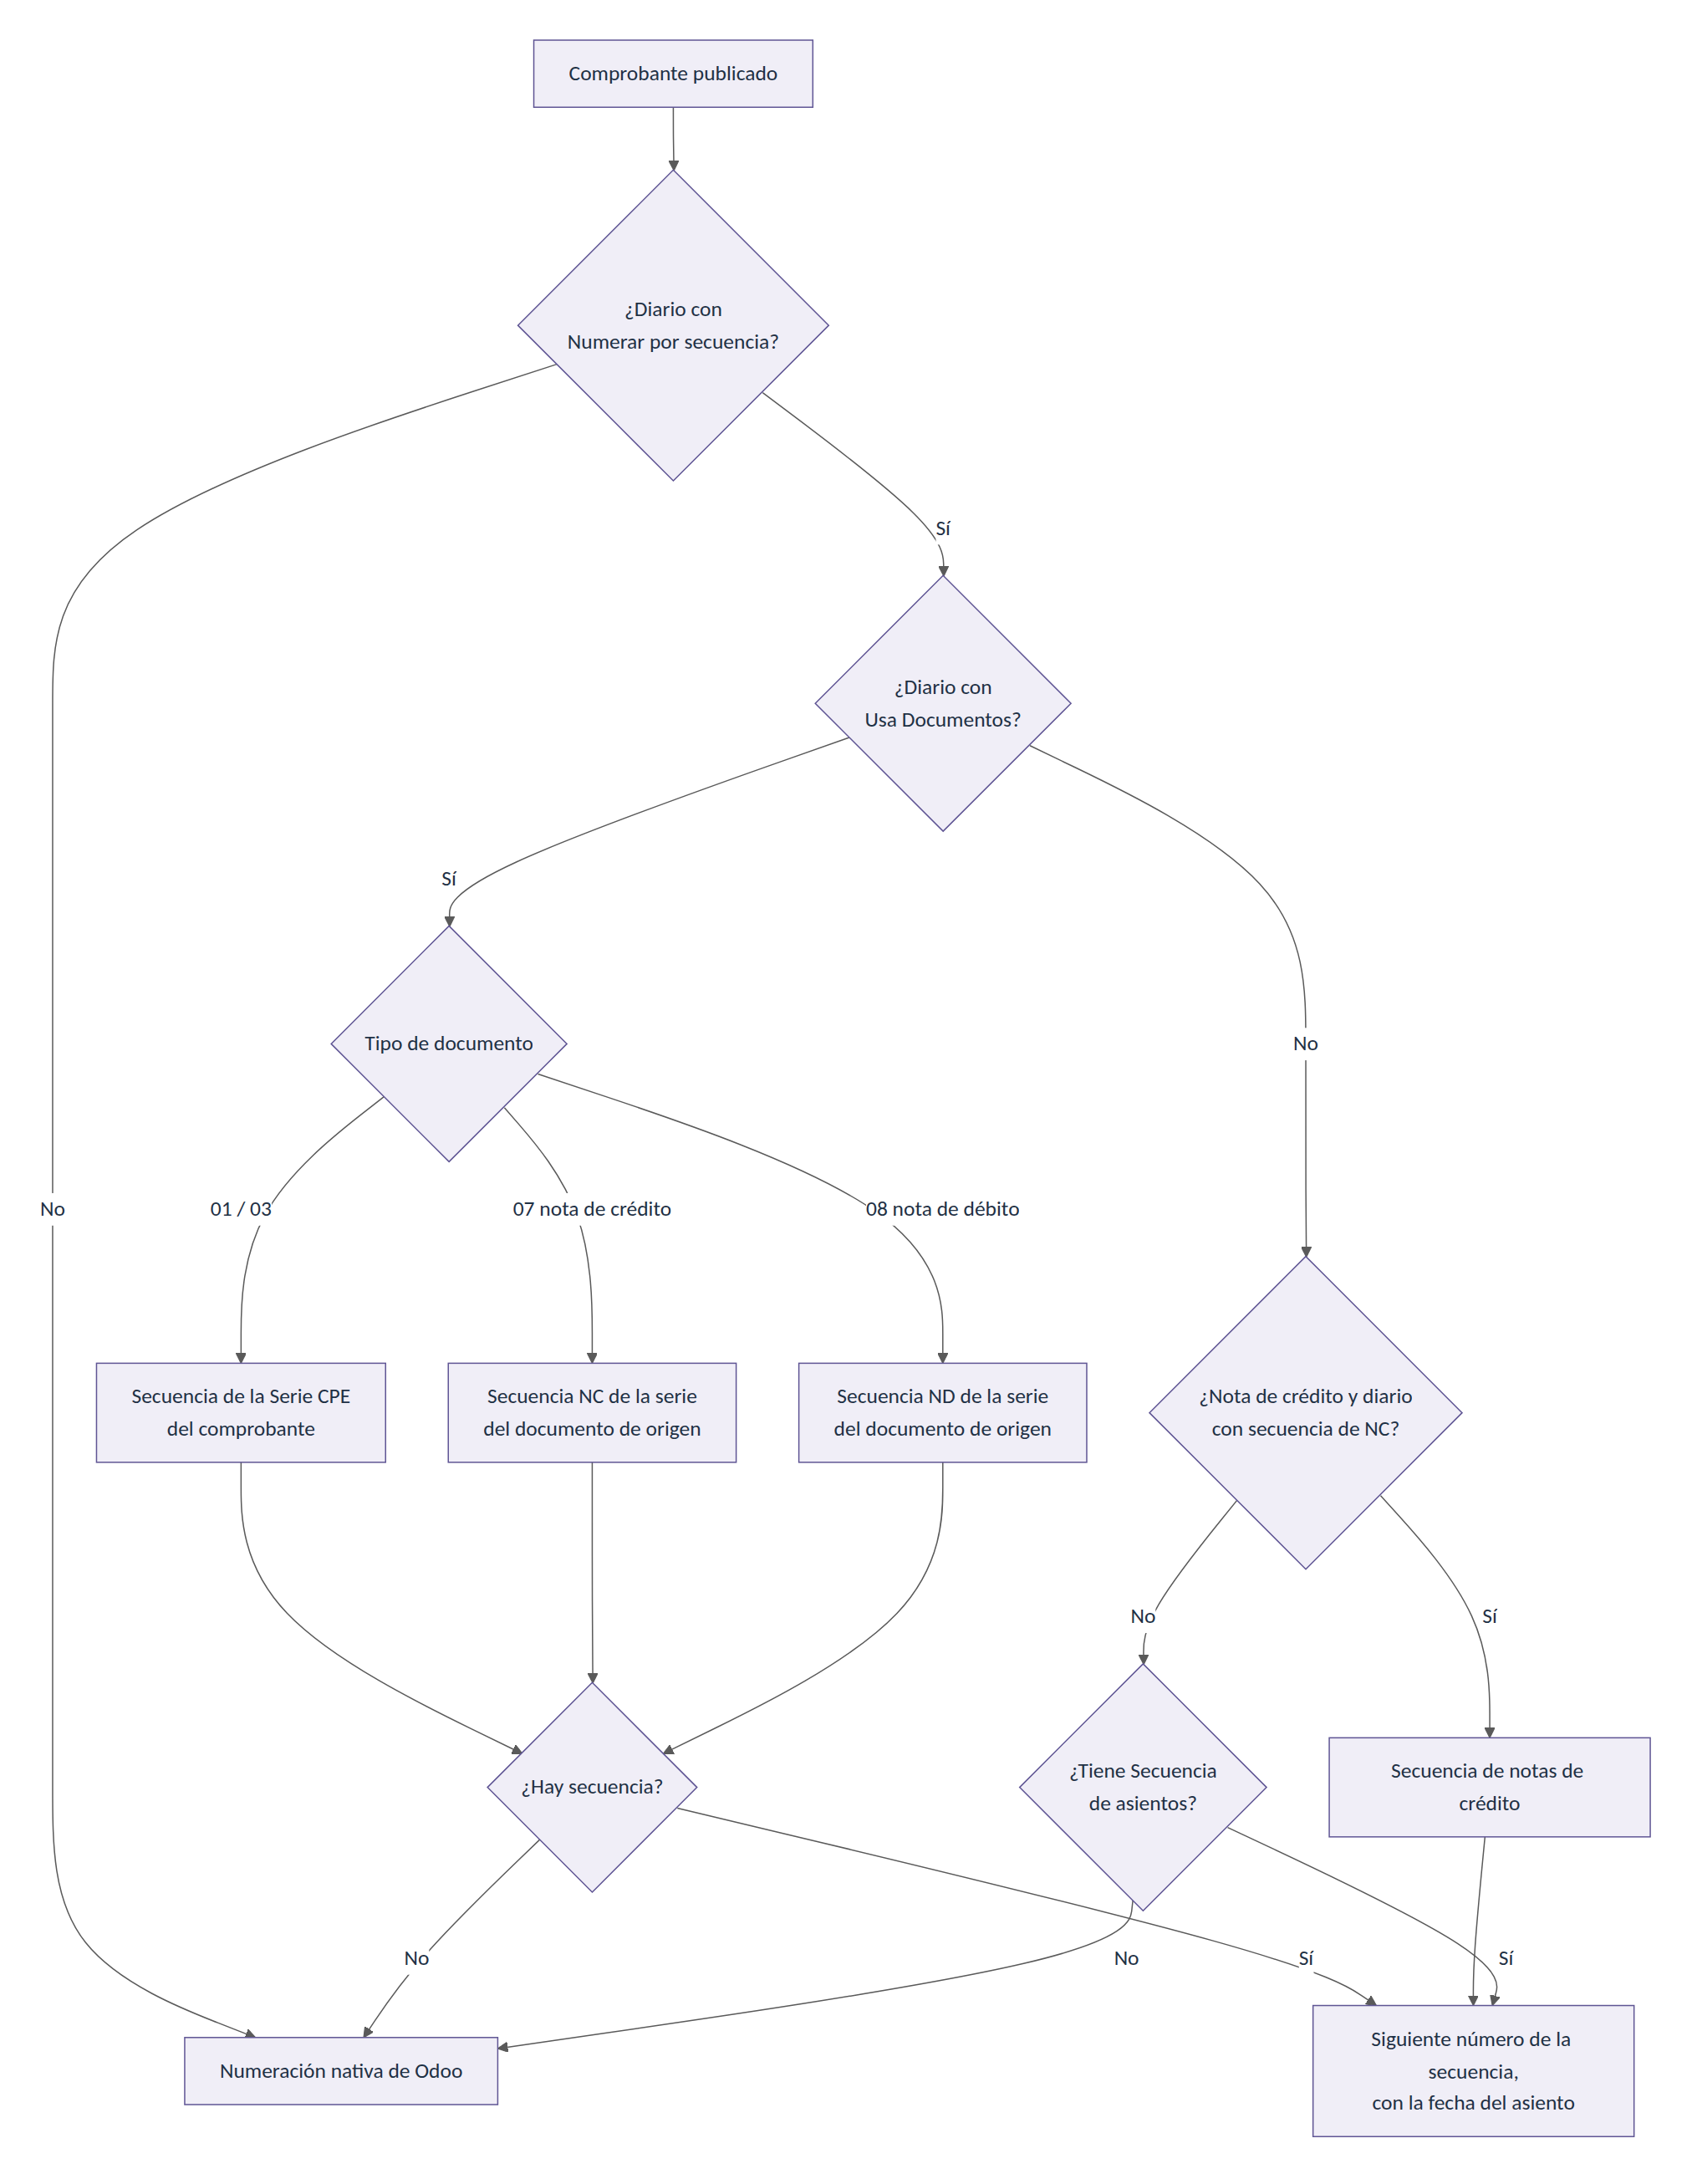 Comprobante publicado
¿Diario con
Numerar por secuencia?
Sí
¿Diario con
Usa Documentos?
Sí
Tipo de documento
No
No
01 / 03
07 nota de crédito
08 nota de débito
Secuencia de la Serie CPE
del comprobante
Secuencia NC de la serie
del documento de origen
Secuencia ND de la serie
del documento de origen
¿Nota de crédito y diario
con secuencia de NC?
No
Sí
¿Hay secuencia?
¿Tiene Secuencia
de asientos?
Secuencia de notas de
crédito
No
No
Sí
Sí
Numeración nativa de Odoo
Siguiente número de la
secuencia,
con la fecha del asiento